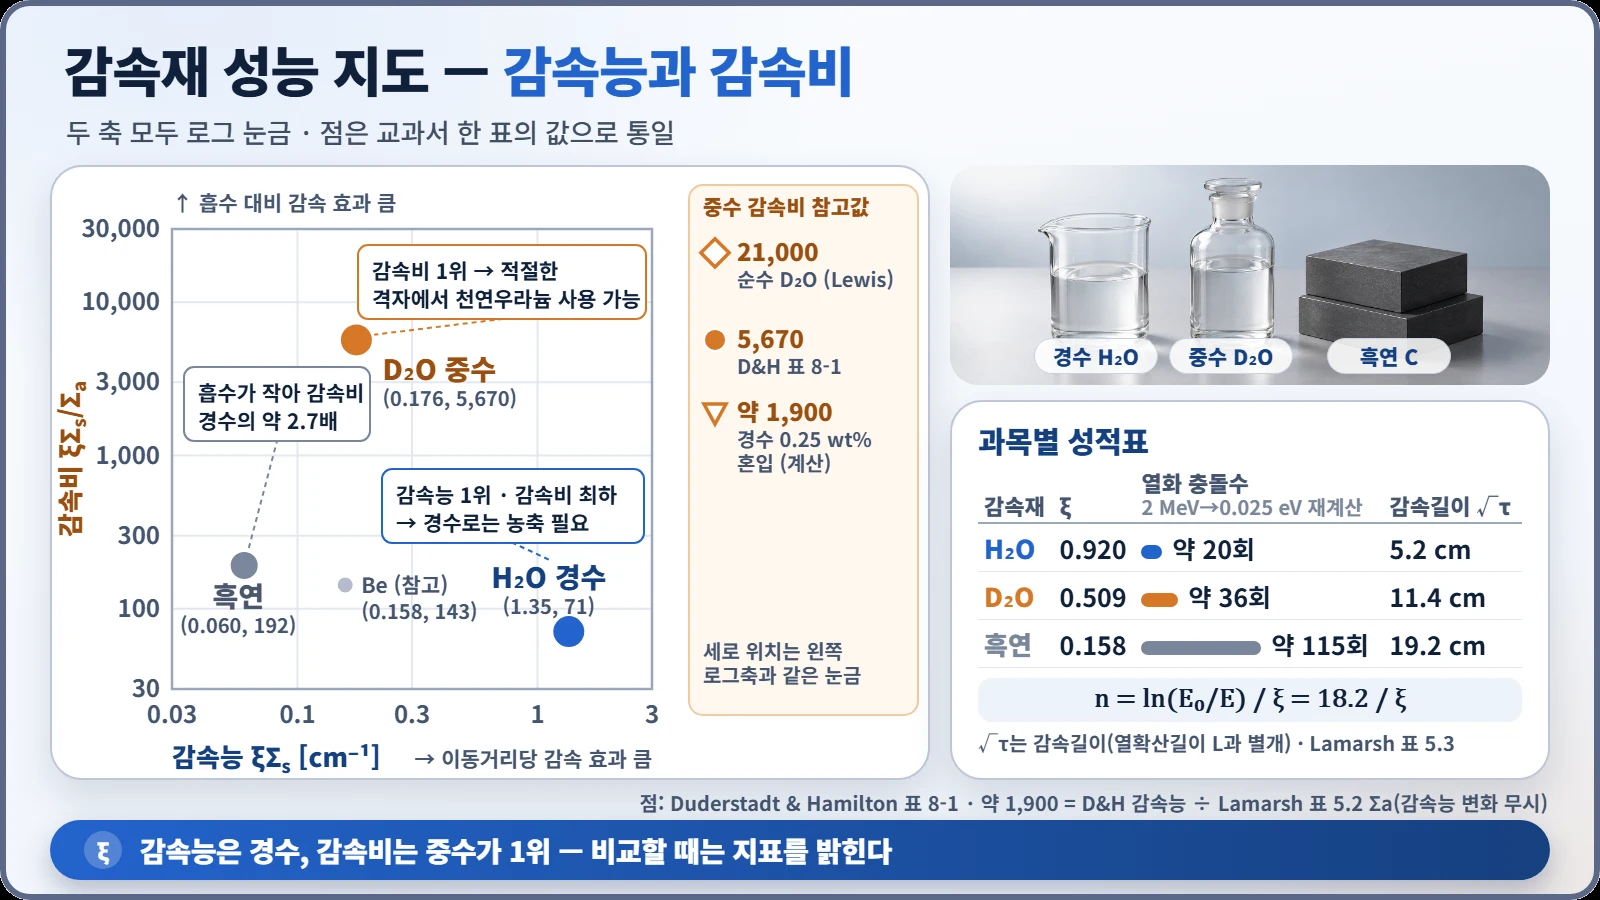 감속재 성능 지도 — 감속능과 감속비
두 축 모두 로그 눈금 · 점은 교과서 한 표의 값으로 통일
↑ 흡수 대비 감속 효과 큼
30,000
10,000
3,000
1,000
300
100
30
감속비 ξΣₛ/Σₐ
0.03
0.1
0.3
1
3
감속능 ξΣₛ [cm⁻¹]
→ 이동거리당 감속 효과 큼
감속비 1위 → 적절한
격자에서 천연우라늄 사용 가능
D₂O 중수
(0.176, 5,670)
흡수가 작아 감속비
경수의 약 2.7배
감속능 1위 · 감속비 최하
→ 경수로는 농축 필요
흑연
(0.060, 192)
Be (참고)
(0.158, 143)
H₂O 경수
(1.35, 71)
중수 감속비 참고값
21,000
순수 D₂O (Lewis)
5,670
D&H 표 8-1
약 1,900
경수 0.25 wt%
혼입 (계산)
세로 위치는 왼쪽
로그축과 같은 눈금
경수 H₂O
중수 D₂O
흑연 C
과목별 성적표
감속재 ξ 열화 충돌수 2 MeV→0.025 eV 재계산 감속길이 √τ
H₂O 0.920 약 20회 5.2 cm
D₂O 0.509 약 36회 11.4 cm
흑연 0.158 약 115회 19.2 cm
n = ln(E₀/E) / ξ = 18.2 / ξ
√τ는 감속길이(열확산길이 L과 별개) · Lamarsh 표 5.3
점: Duderstadt & Hamilton 표 8-1 · 약 1,900 = D&H 감속능 ÷ Lamarsh 표 5.2 Σa(감속능 변화 무시)
ξ 감속능은 경수, 감속비는 중수가 1위 — 비교할 때는 지표를 밝힌다